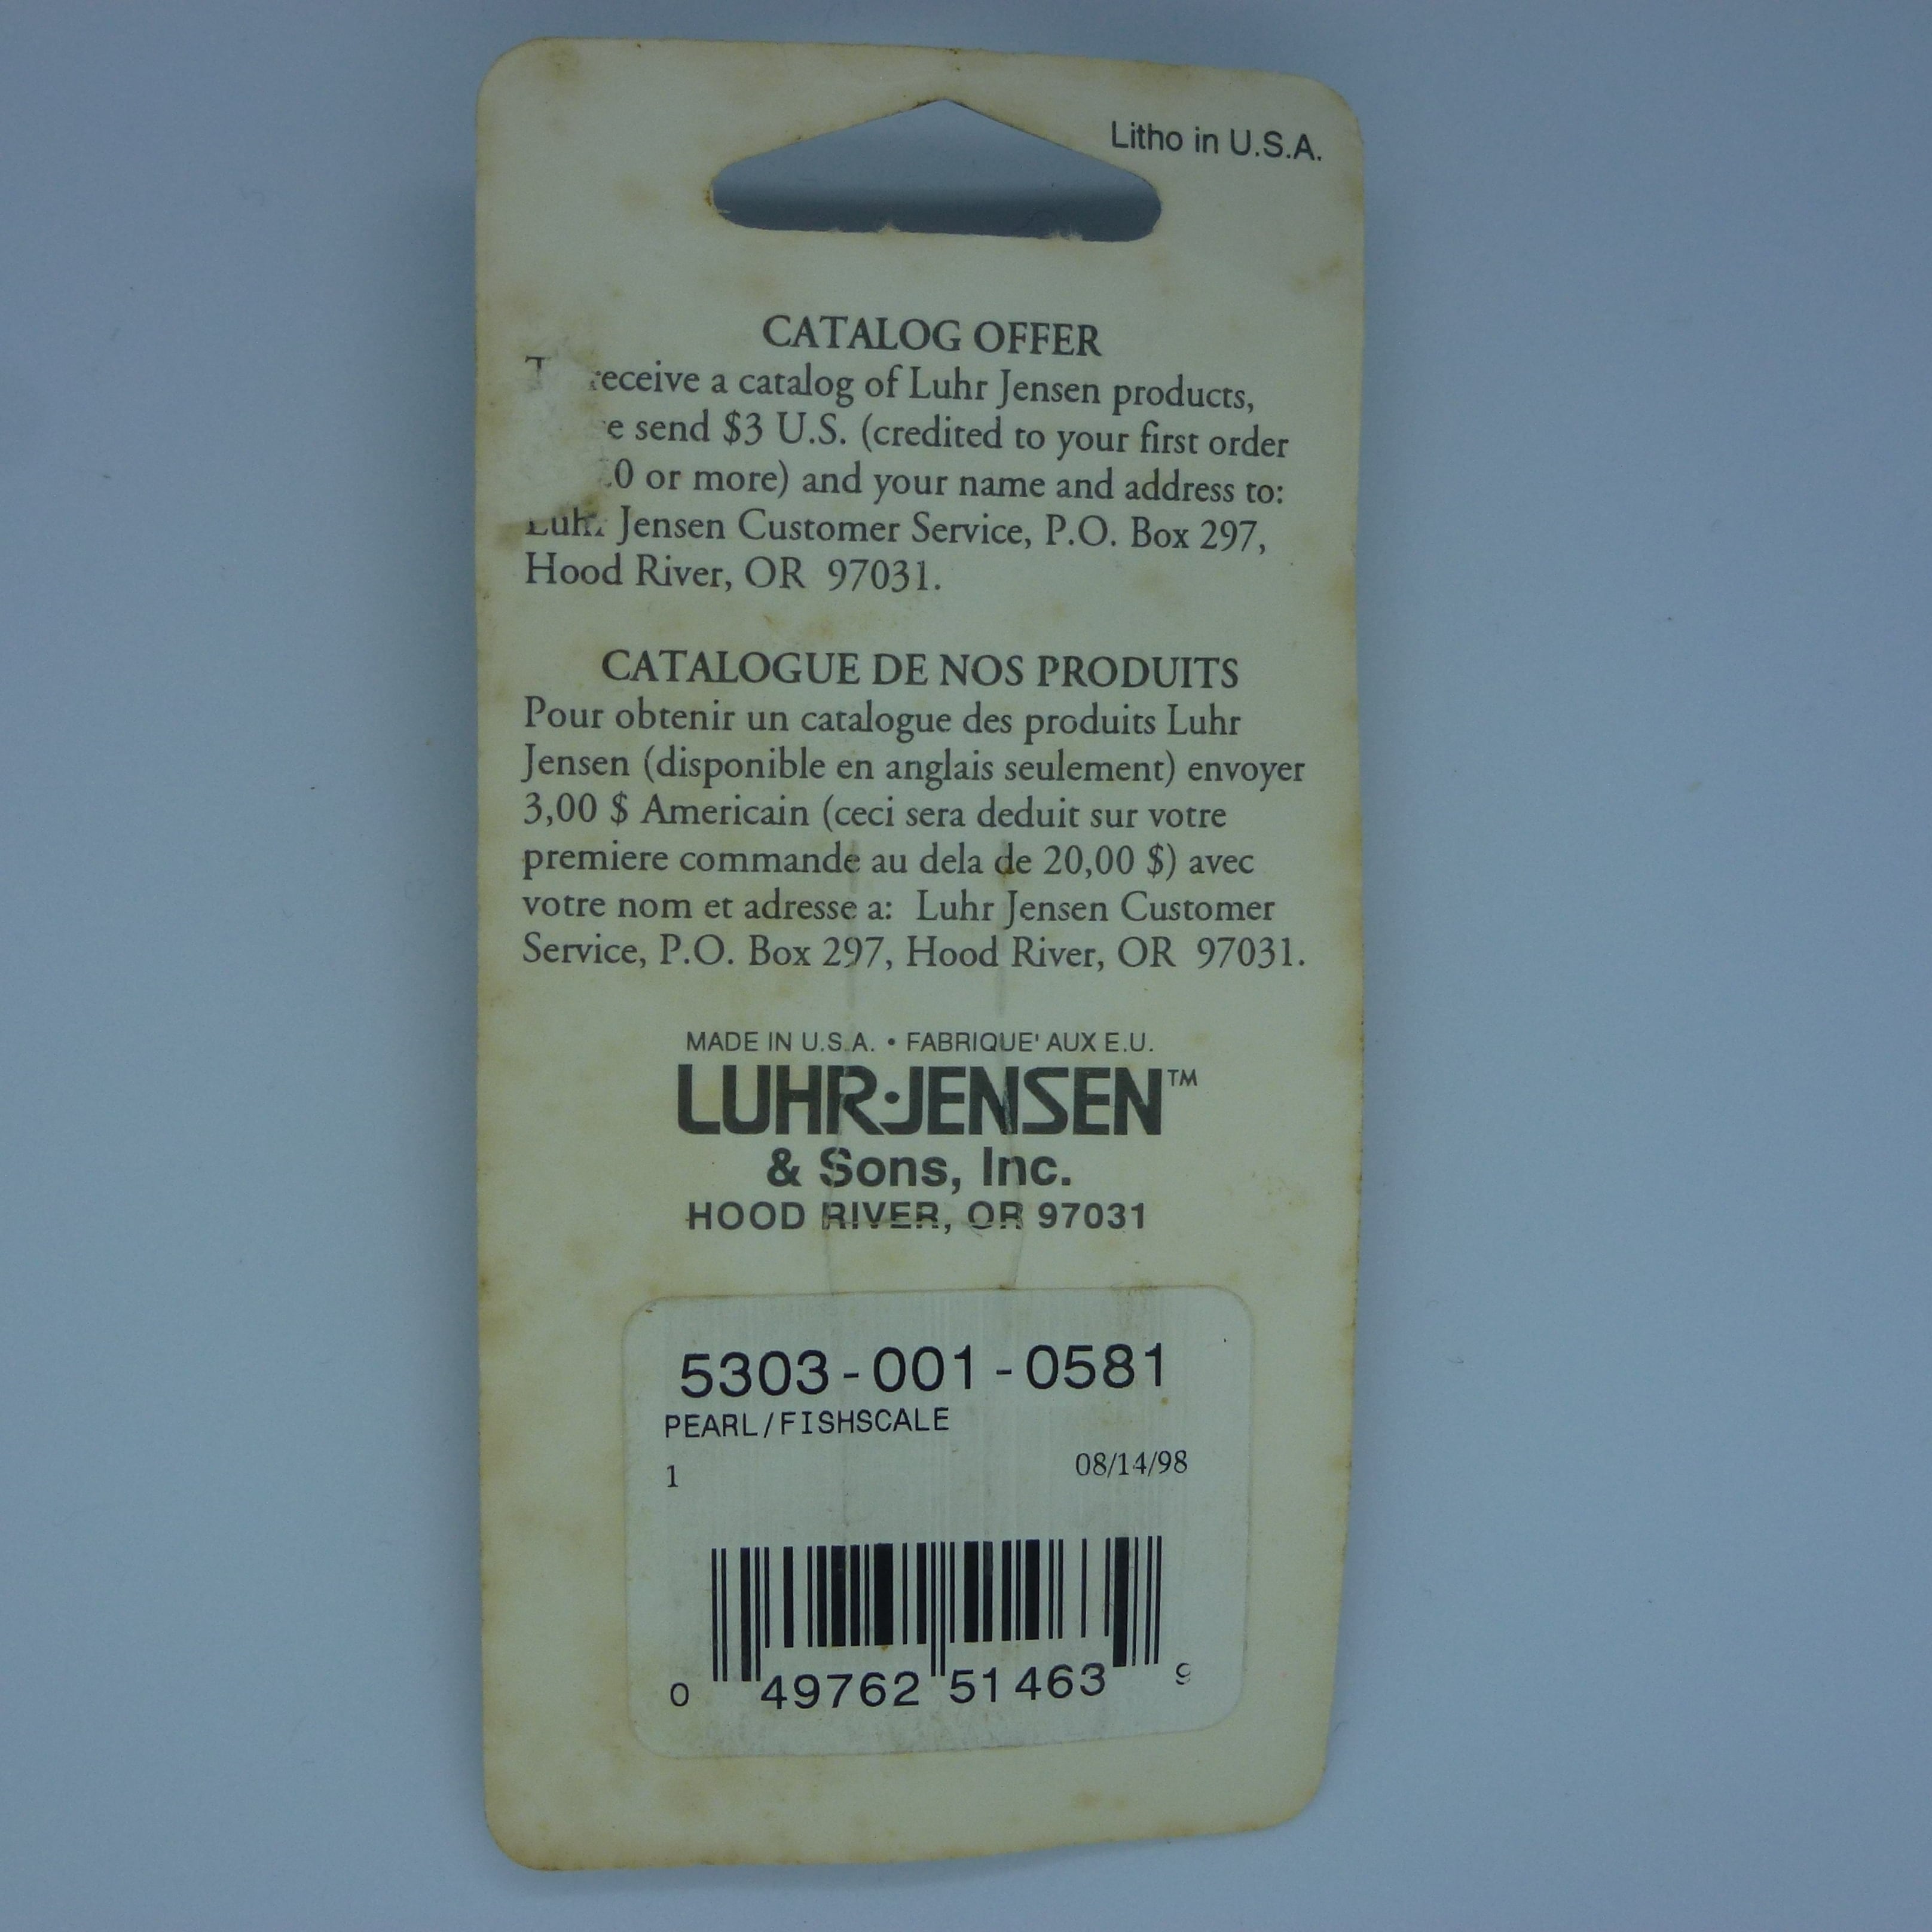 Litho in U.S.A.
CATALOG OFFER
receive a catalog of Luhr Jensen products,
send $3 U.S. (credited to your first order
or more) and your name and address to:
Luhr Jensen Customer Service, P.O. Box 297,
Hood River, OR 97031.
CATALOGUE DE NOS PRODUITS
Pour obtenir un catalogue des produits Luhr
Jensen (disponible en anglais seulement) envoyer
3,00 $ Americain (ceci sera deduit sur votre
premiere commande au dela de 20,00 $) avec
votre nom et adresse a: Luhr Jensen Customer
Service, P.O. Box 297, Hood River, OR 97031.
MADE IN U.S.A. • FABRIQUE' AUX E.U.
LUHR·JENSEN™
& Sons, Inc.
HOOD RIVER, OR 97031
5303-001-0581
PEARL/FISHSCALE
1 08/14/98
0 49762 51463 9